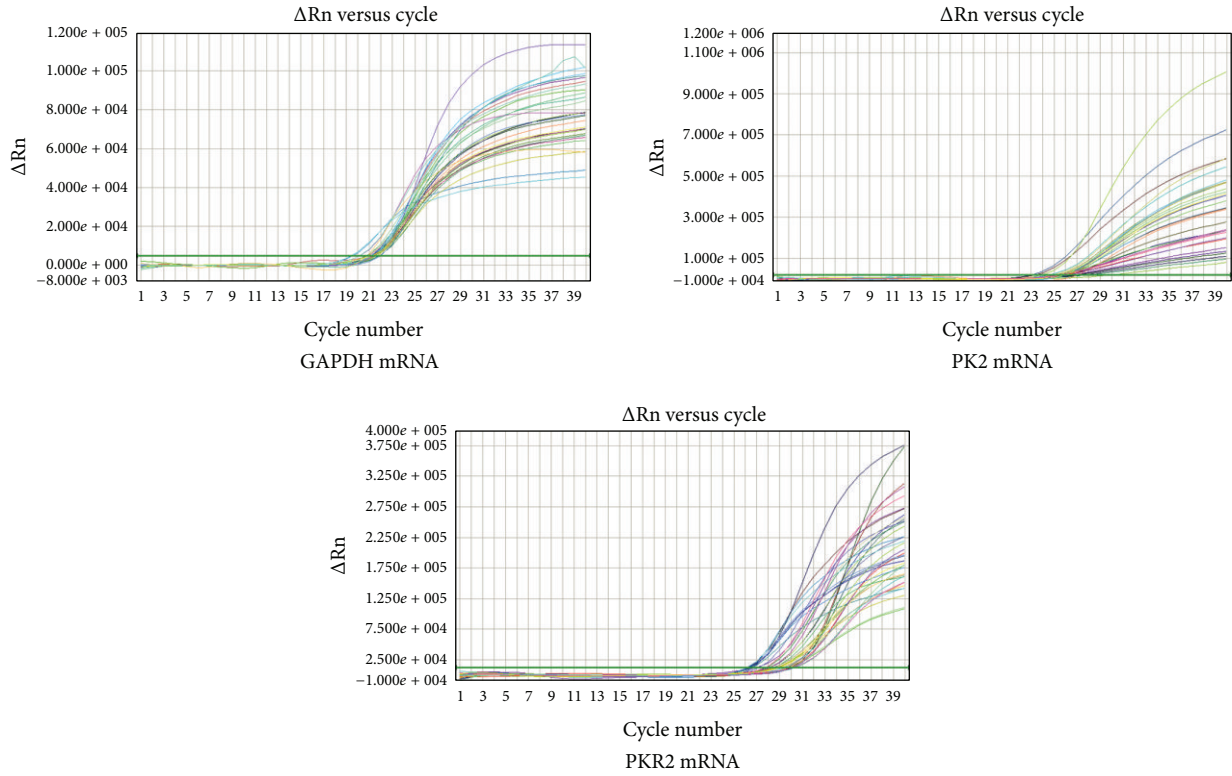 ΔRn versus cycle
1.200e + 005
1.000e + 005
8.000e + 004
6.000e + 004
4.000e + 004
2.000e + 004
0.000e + 000
−8.000e + 003
ΔRn
1 3 5 7 9 11 13 15 17 19 21 23 25 27 29 31 33 35 37 39
Cycle number
GAPDH mRNA
ΔRn versus cycle
1.200e + 006
1.100e + 006
9.000e + 005
7.000e + 005
5.000e + 005
3.000e + 005
1.000e + 005
−1.000e + 004
ΔRn
1 3 5 7 9 11 13 15 17 19 21 23 25 27 29 31 33 35 37 39
Cycle number
PK2 mRNA
ΔRn versus cycle
4.000e + 005
3.750e + 005
3.250e + 005
2.750e + 005
2.250e + 005
1.750e + 005
1.250e + 005
7.500e + 004
2.500e + 004
−1.000e + 004
ΔRn
1 3 5 7 9 11 13 15 17 19 21 23 25 27 29 31 33 35 37 39
Cycle number
PKR2 mRNA